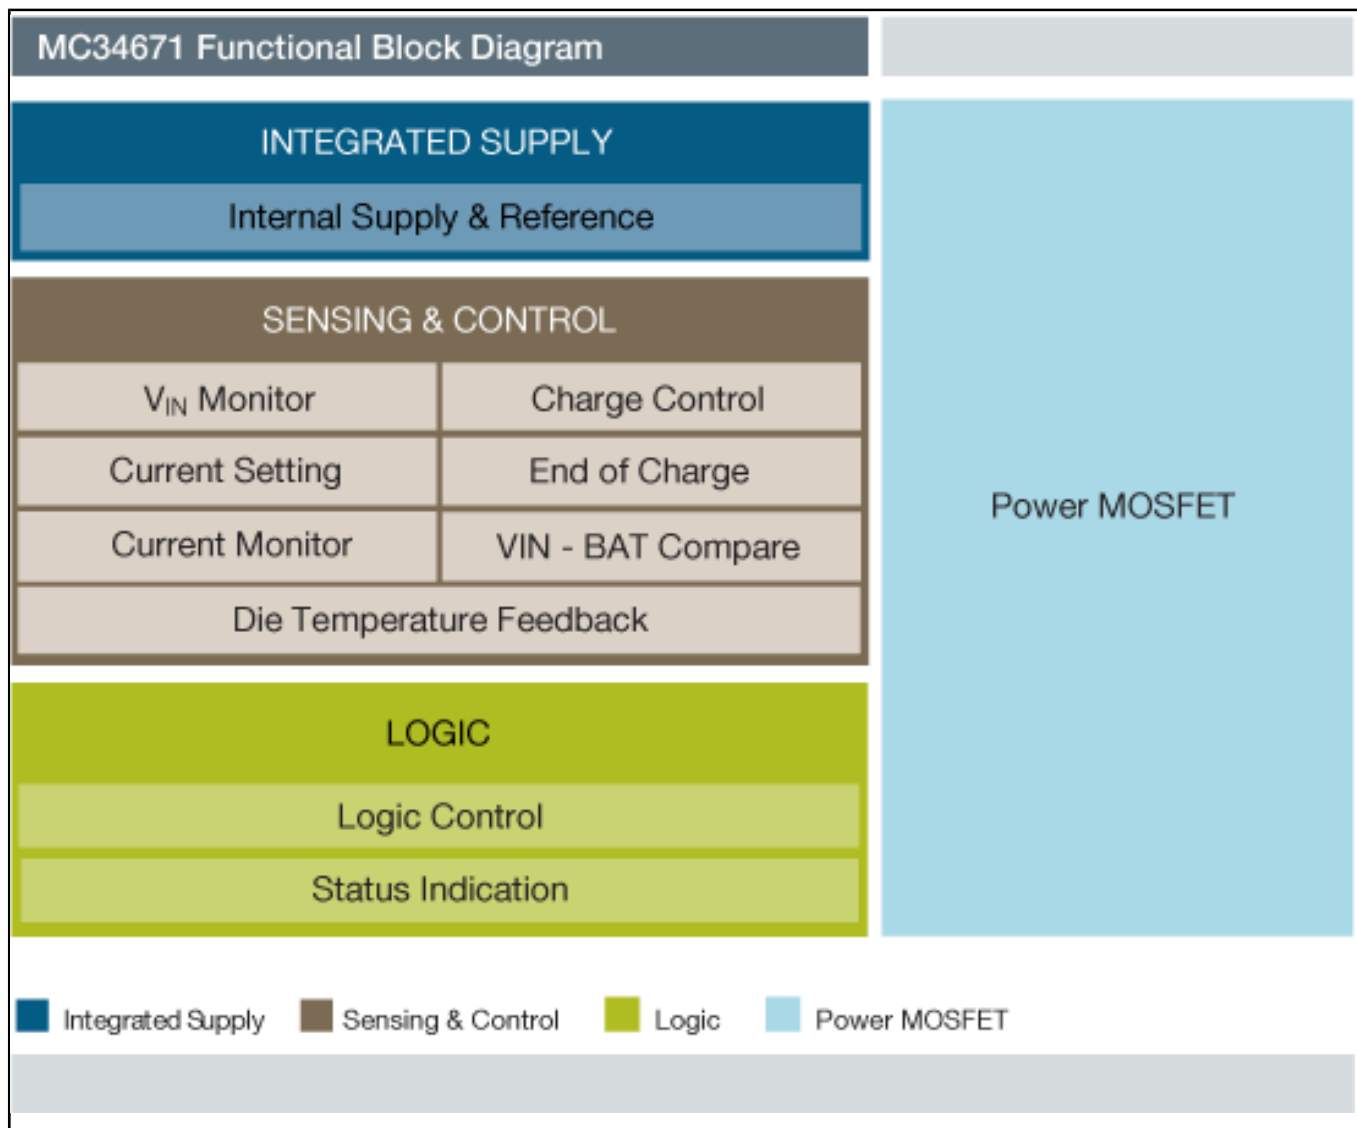 MC34671 Functional Block Diagram
INTEGRATED SUPPLY
Internal Supply & Reference
SENSING & CONTROL
V_IN Monitor
Charge Control
Current Setting
End of Charge
Current Monitor
VIN - BAT Compare
Die Temperature Feedback
LOGIC
Logic Control
Status Indication
Power MOSFET
Integrated Supply
Sensing & Control
Logic
Power MOSFET